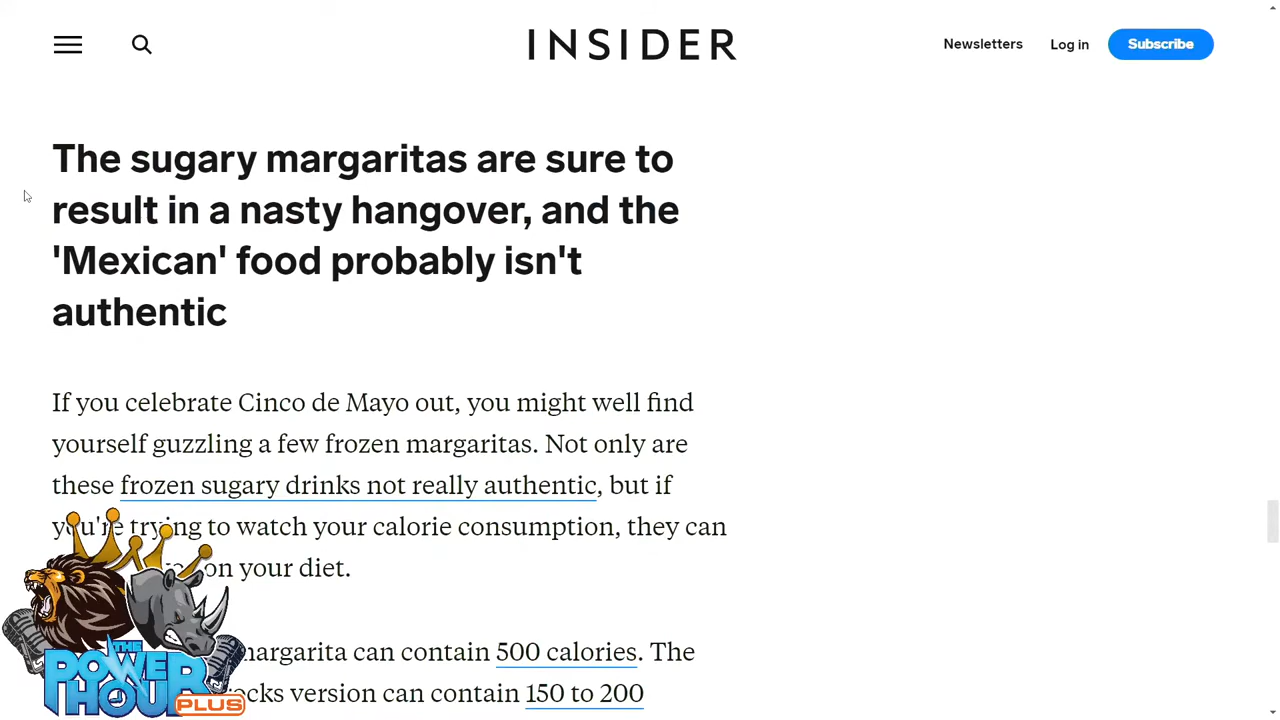 INSIDER
Newsletters
Log in
Subscribe
The sugary margaritas are sure to
result in a nasty hangover, and the
'Mexican' food probably isn't
authentic
If you celebrate Cinco de Mayo out, you might well find
yourself guzzling a few frozen margaritas. Not only are
these frozen sugary drinks not really authentic, but if
you're trying to watch your calorie consumption, they can
on your diet.
margarita can contain 500 calories. The
rocks version can contain 150 to 200
THE
POWER
HOUR
PLUS